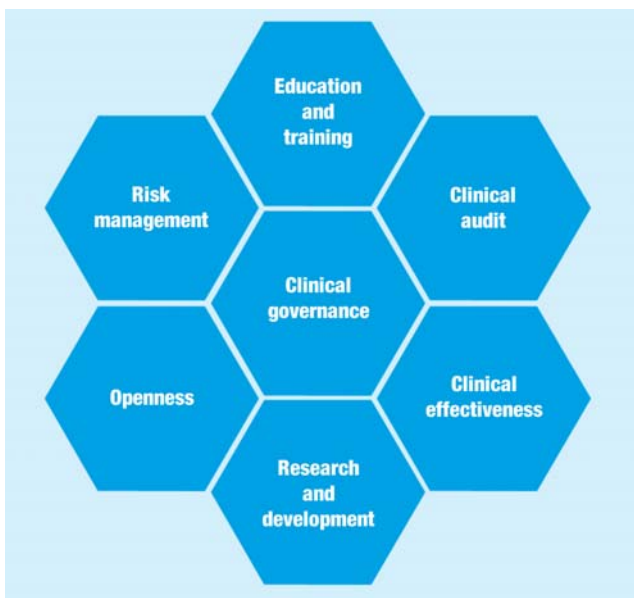 Education
and
training
Risk
management
Clinical
audit
Clinical
governance
Openness
Clinical
effectiveness
Research
and
development